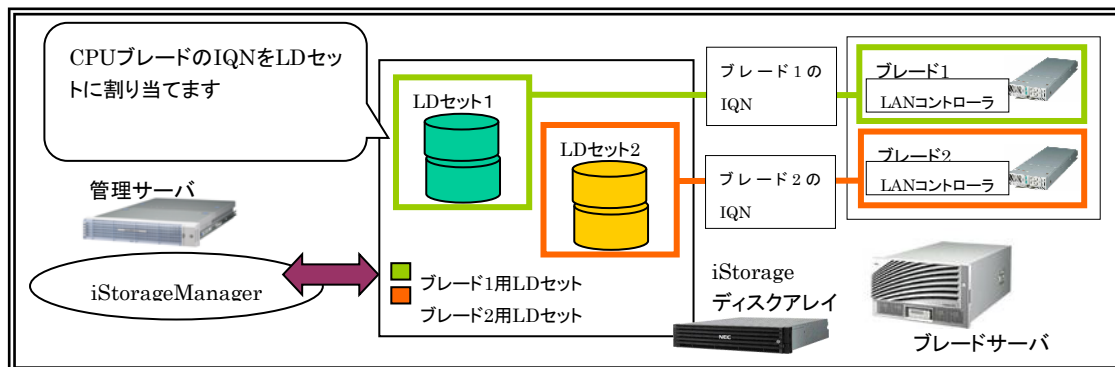 CPUブレードのIQNをLDセッ
トに割り当てます
管理サーバ
iStorageManager
LDセット1
LDセット2
ブレード1用LDセット
ブレード2用LDセット
ブレード1の
IQN
ブレード2の
IQN
ブレード1
LANコントローラ
ブレード2
LANコントローラ
iStorage
ディスクアレイ
NEC
ブレードサーバ